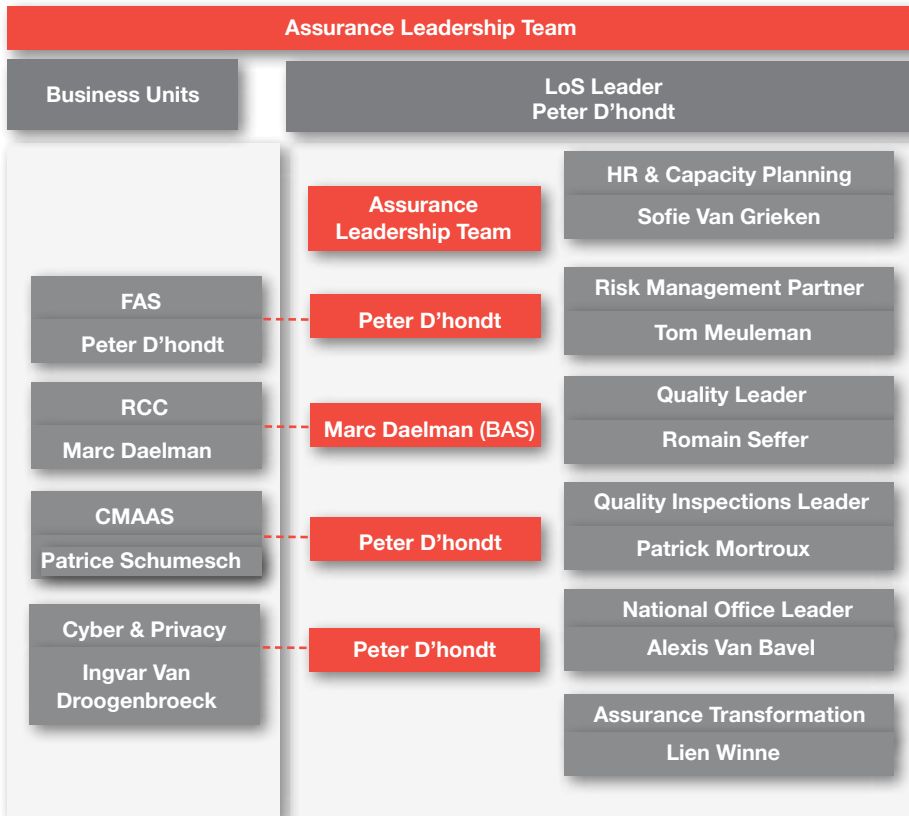 Assurance Leadership Team
Business Units
LoS Leader
Peter D’hondt
FAS
Peter D’hondt
RCC
Marc Daelman
CMAAS
Patrice Schumesch
Cyber & Privacy
Ingvar Van
Droogenbroeck
Assurance
Leadership Team
Peter D’hondt
Marc Daelman (BAS)
Peter D’hondt
Peter D’hondt
HR & Capacity Planning
Sofie Van Grieken
Risk Management Partner
Tom Meuleman
Quality Leader
Romain Seffer
Quality Inspections Leader
Patrick Mortroux
National Office Leader
Alexis Van Bavel
Assurance Transformation
Lien Winne